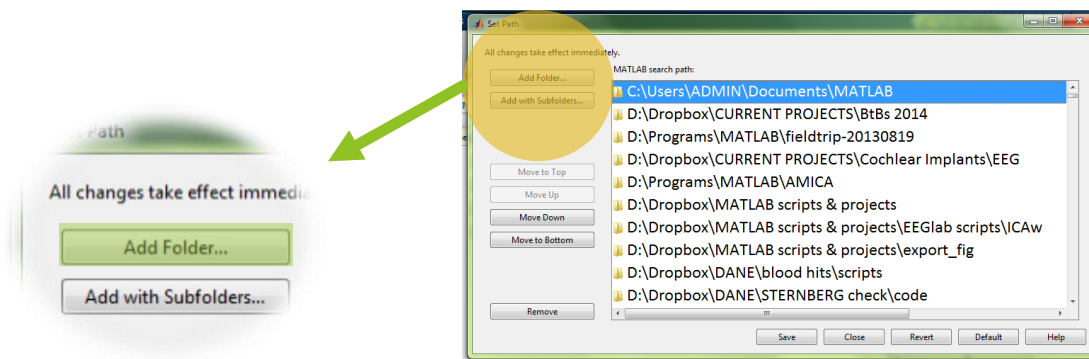 Set Path
All changes take effect immediately.
MATLAB search path:
Add Folder...
Add with Subfolders...
Move to Top
Move Up
Move Down
Move to Bottom
Remove
C:\Users\ADMIN\Documents\MATLAB
D:\Dropbox\CURRENT PROJECTS\BtBs 2014
D:\Programs\MATLAB\fieldtrip-20130819
D:\Dropbox\CURRENT PROJECTS\Cochlear Implants\EEG
D:\Programs\MATLAB\AMICA
D:\Dropbox\MATLAB scripts & projects
D:\Dropbox\MATLAB scripts & projects\EEGlab scripts\ICAw
D:\Dropbox\MATLAB scripts & projects\export_fig
D:\Dropbox\DANE\blood hits\scripts
D:\Dropbox\DANE\STERNBERG check\code
Save Close Revert Default Help
Path
All changes take effect immedia
Add Folder...
Add with Subfolders...